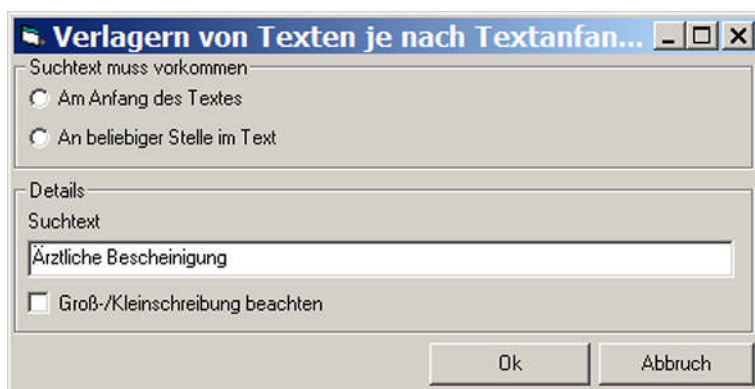 Verlagern von Texten je nach Textanfan...
Suchtext muss vorkommen
Am Anfang des Textes
An beliebiger Stelle im Text
Details
Suchtext
Ärztliche Bescheinigung
Groß-/Kleinschreibung beachten
Ok Abbruch